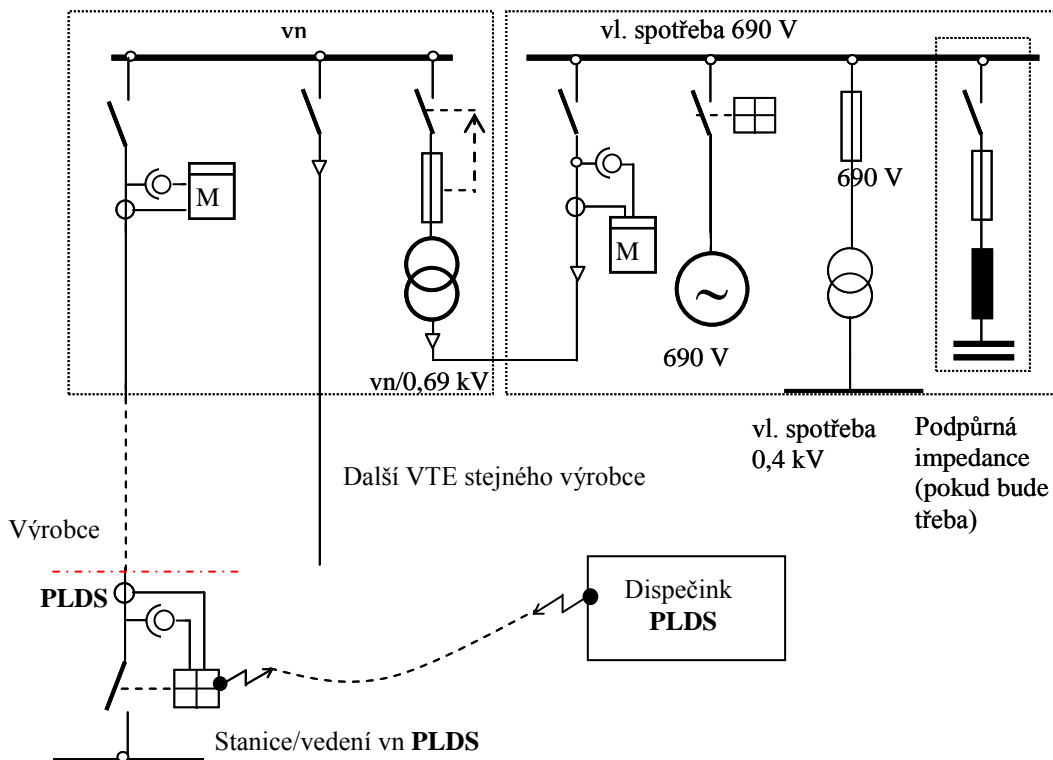 vn
vl. spotřeba 690 V
M
M
690 V
690 V
vn/0,69 kV
vl. spotřeba
0,4 kV
Podpůrná
impedance
(pokud bude
třeba)
Další VTE stejného výrobce
Výrobce
PLDS
Dispečink
PLDS
Stanice/vedení vn PLDS